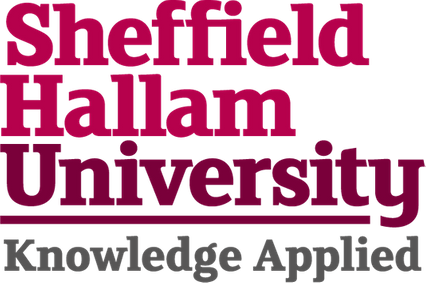 Sheffield
Hallam
University
Knowledge Applied